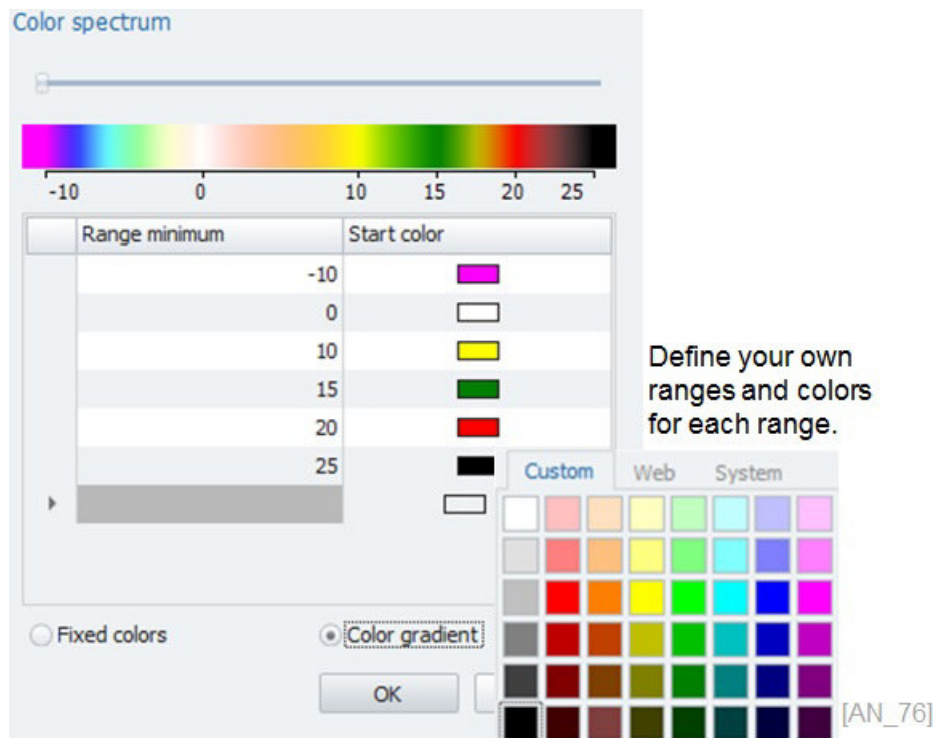 Color spectrum
-10 0 10 15 20 25
Range minimum Start color
-10
0
10
15
20
25
Define your own
ranges and colors
for each range.
Custom Web System
Fixed colors Color gradient
OK
[AN_76]